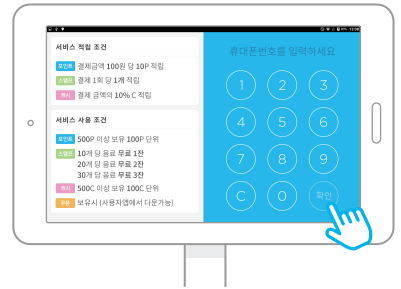 서비스 적립 조건
포인트 결제금액 100원 당 10P 적립
스탬프 결제 1회 당 1개 적립
캐시 결제 금액의 10% C 적립
서비스 사용 조건
포인트 500P 이상 보유 100P 단위
스탬프 10개 당 음료 무료 1잔
20개 당 음료 무료 2잔
30개 당 음료 무료 3잔
캐시 500C 이상 보유 100C 단위
쿠폰 보유시 (사용자앱에서 다운가능)
휴대폰번호를 입력하세요
1 2 3
4 5 6
7 8 9
C 0 확인